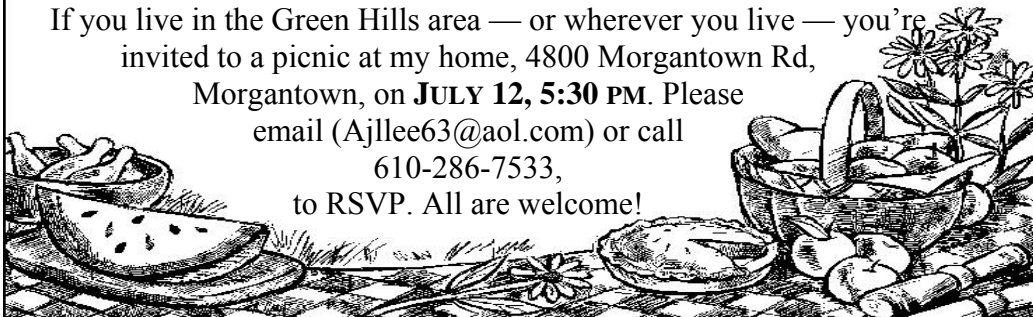 If you live in the Green Hills area — or wherever you live — you're
invited to a picnic at my home, 4800 Morgantown Rd,
Morgantown, on JULY 12, 5:30 PM. Please
email (Ajllee63@aol.com) or call
610-286-7533,
to RSVP. All are welcome!